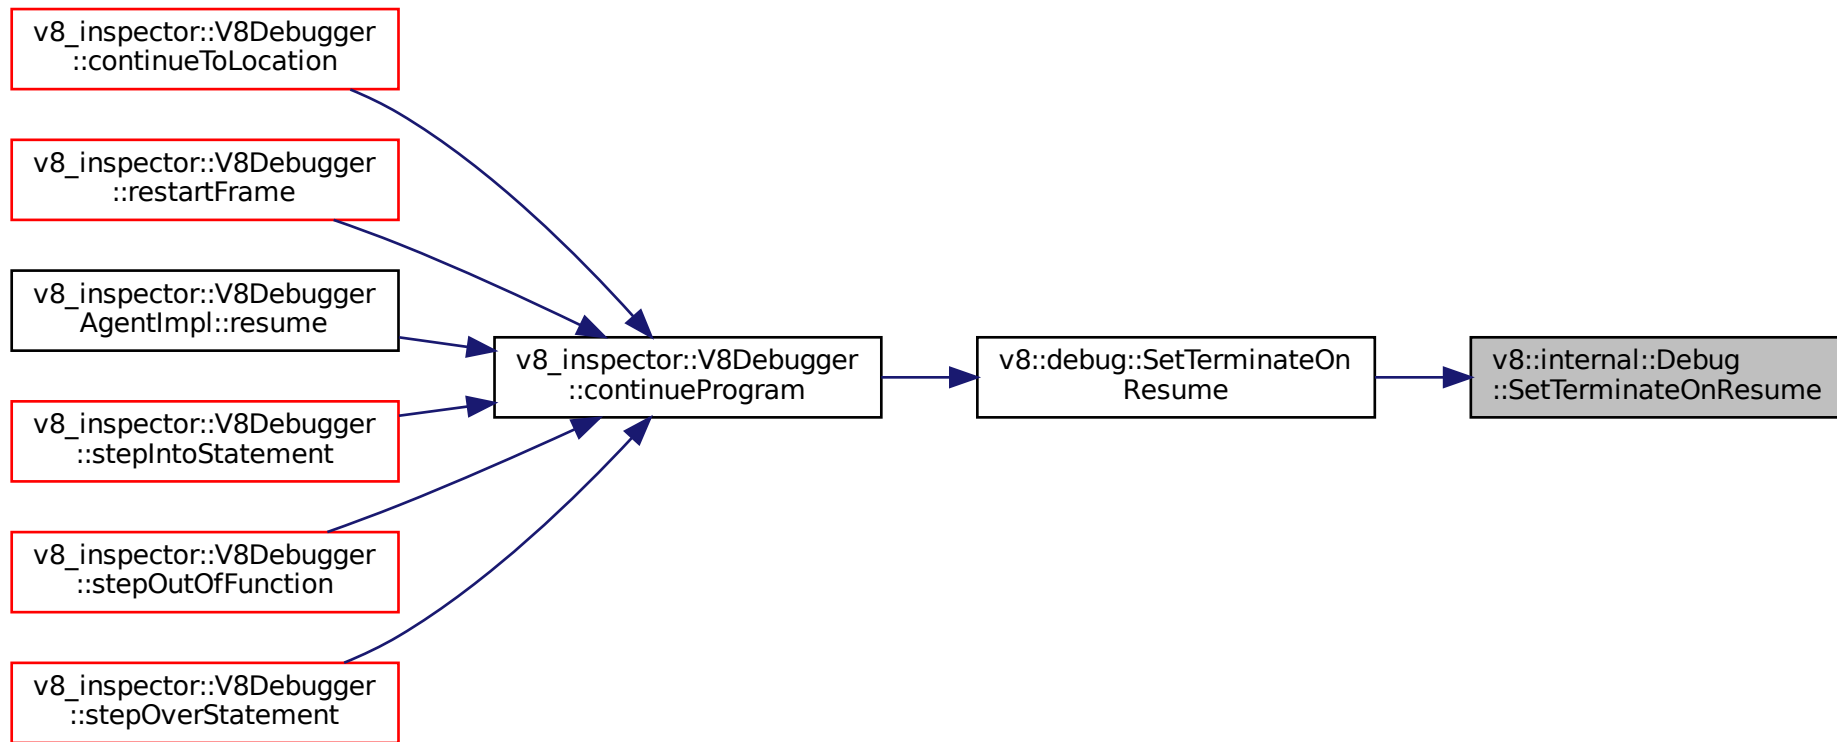 v8_inspector::V8Debugger
::continueToLocation
v8_inspector::V8Debugger
::restartFrame
v8_inspector::V8Debugger
AgentImpl::resume
v8_inspector::V8Debugger
::stepIntoStatement
v8_inspector::V8Debugger
::stepOutOfFunction
v8_inspector::V8Debugger
::stepOverStatement
v8_inspector::V8Debugger
::continueProgram
v8::debug::SetTerminateOn
Resume
v8::internal::Debug
::SetTerminateOnResume